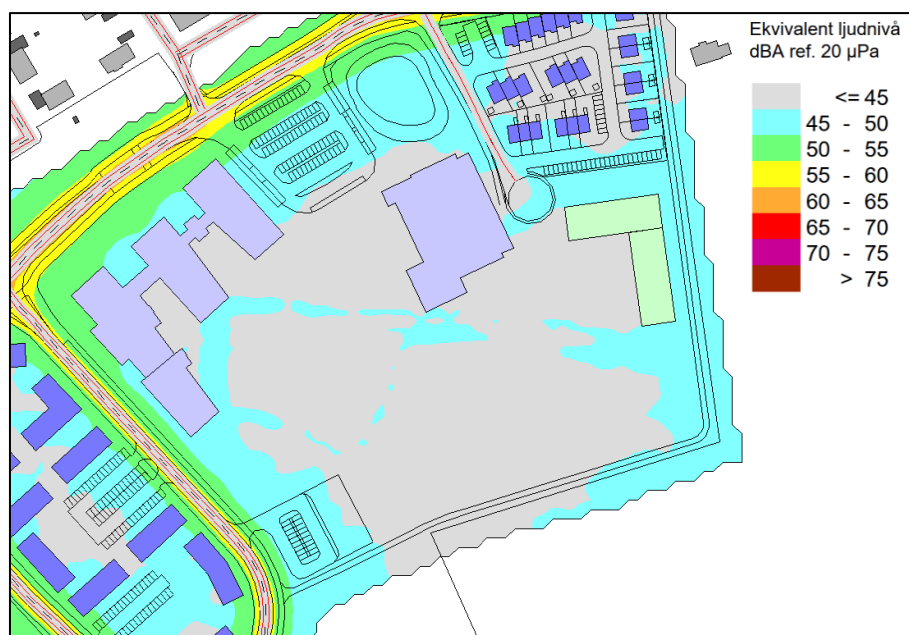 Ekvivalent ljudnivå
dBA ref. 20 µPa
<= 45
45 - 50
50 - 55
55 - 60
60 - 65
65 - 70
70 - 75
> 75